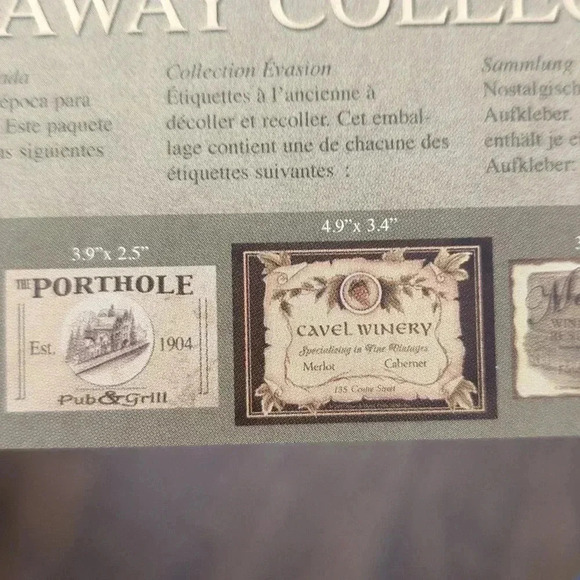 AWAY COLLEC
época para
Este paquete
siguientes
Collection Évasion
Étiquettes à l'ancienne à
décoller et recoller. Cet embal-
lage contient une de chacune des
étiquettes suivantes :
Sammlung
Nostalgisch
Aufkleber.
enthält je e
Aufkleber:
3.9”x 2.5”
THE PORTHOLE
Est. 1904
Pub & Grill
4.9”x 3.4”
CAVEL WINERY
Specializing in Fine Vintages
Merlot Cabernet
135 Street